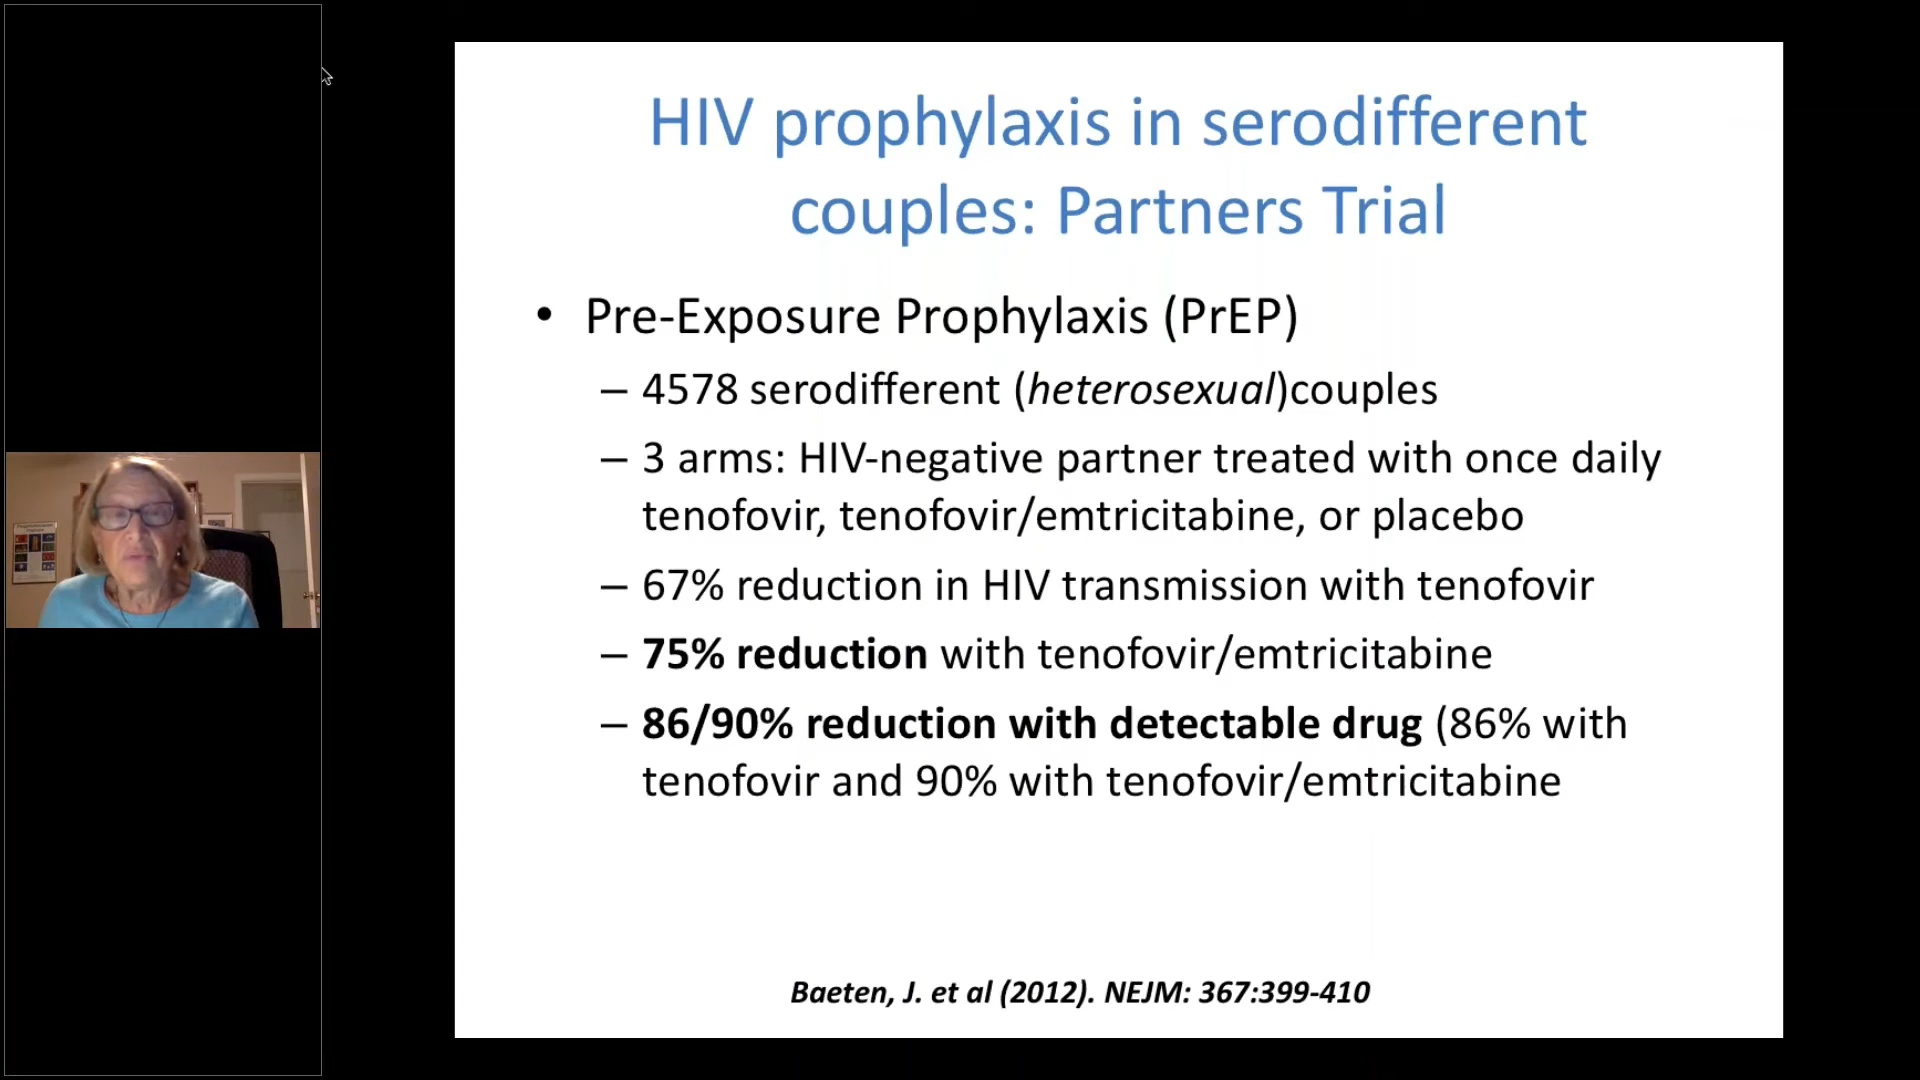 HIV prophylaxis in serodifferent
couples: Partners Trial
• Pre-Exposure Prophylaxis (PrEP)
– 4578 serodifferent (heterosexual)couples
– 3 arms: HIV-negative partner treated with once daily
tenofovir, tenofovir/emtricitabine, or placebo
– 67% reduction in HIV transmission with tenofovir
– 75% reduction with tenofovir/emtricitabine
– 86/90% reduction with detectable drug (86% with
tenofovir and 90% with tenofovir/emtricitabine
Baeten, J. et al (2012). NEJM: 367:399-410